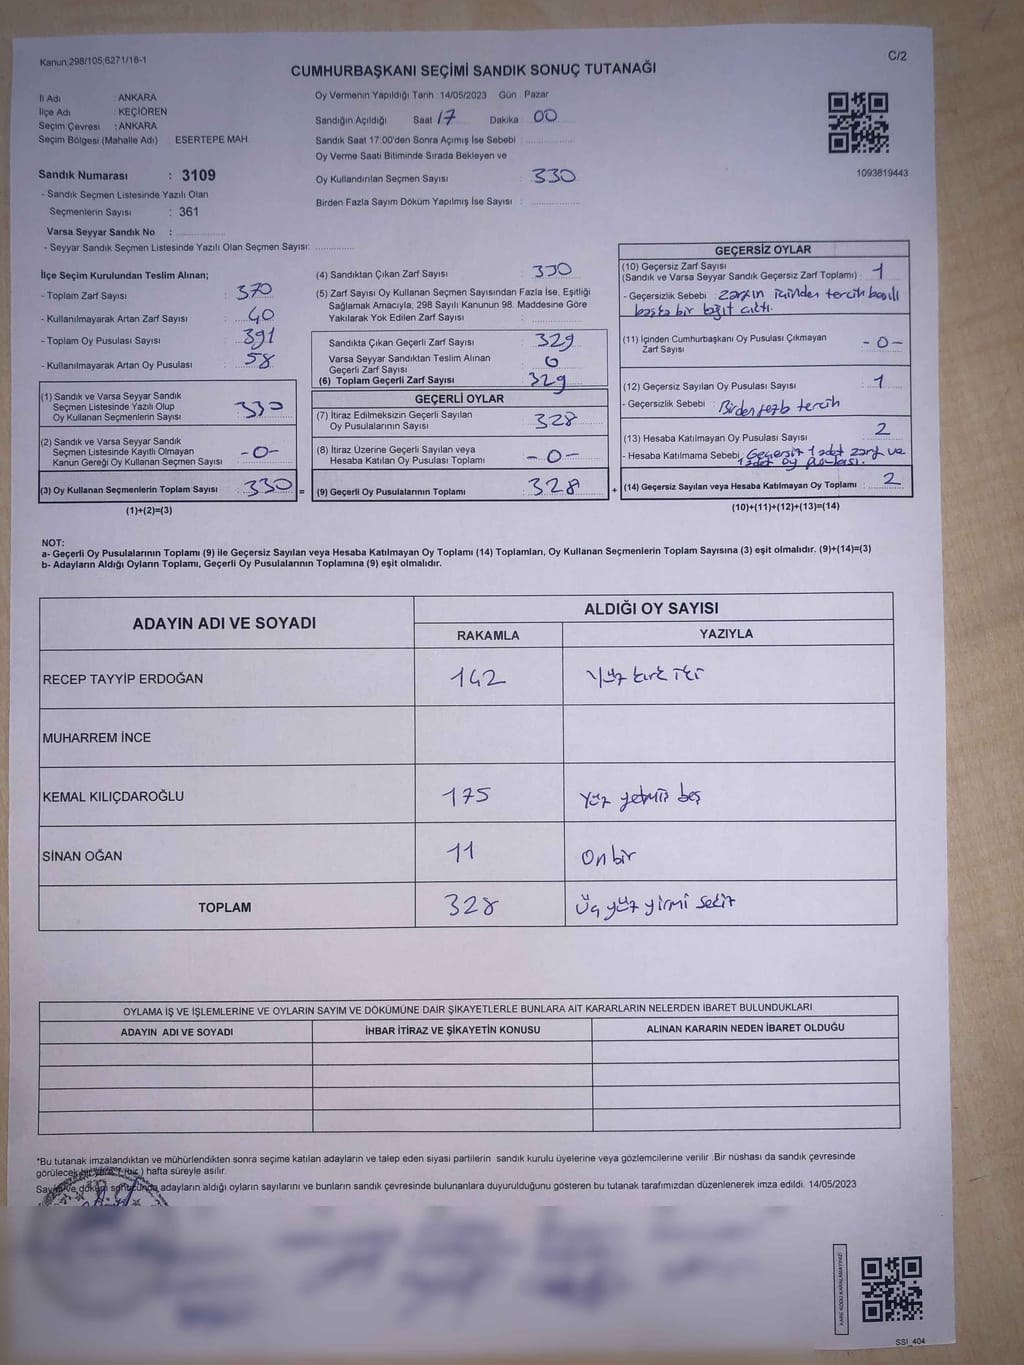 Kanun;298/105;6271/18-1
C/2
CUMHURBAŞKANI SEÇİMİ SANDIK SONUÇ TUTANAĞI
İl Adı : ANKARA
İlçe Adı : KEÇİÖREN
Seçim Çevresi : ANKARA
Seçim Bölgesi (Mahalle Adı) : ESERTEPE MAH.
Sandık Numarası : 3109
- Sandık Seçmen Listesinde Yazılı Olan
Seçmenlerin Sayısı : 361
Varsa Seyyar Sandık No :
- Seyyar Sandık Seçmen Listesinde Yazılı Olan Seçmen Sayısı:
Oy Vermenin Yapıldığı Tarih :14/05/2023 Gün : Pazar
Sandığın Açıldığı Saat 17 Dakika : 00
Sandık Saat 17:00'den Sonra Açımış İse Sebebi :
Oy Verme Saati Bitiminde Sırada Bekleyen ve
Oy Kullandırılan Seçmen Sayısı : 330
Birden Fazla Sayım Döküm Yapılmış İse Sayısı :
1093819443
İlçe Seçim Kurulundan Teslim Alınan;
- Toplam Zarf Sayısı : 370
- Kullanılmayarak Artan Zarf Sayısı : 40
- Toplam Oy Pusulası Sayısı : 391
- Kullanılmayarak Artan Oy Pusulası : 58
(1) Sandık ve Varsa Seyyar Sandık
Seçmen Listesinde Yazılı Olup
Oy Kullanan Seçmenlerin Sayısı : 330
(2) Sandık ve Varsa Seyyar Sandık
Seçmen Listesinde Kayıtlı Olmayan
Kanun Gereği Oy Kullanan Seçmen Sayısı : -0-
(3) Oy Kullanan Seçmenlerin Toplam Sayısı : 330 =
(1)+(2)=(3)
(4) Sandıktan Çıkan Zarf Sayısı : 330
(5) Zarf Sayısı Oy Kullanan Seçmen Sayısından Fazla İse, Eşitliği
Sağlamak Amacıyla, 298 Sayılı Kanunun 98. Maddesine Göre
Yakılarak Yok Edilen Zarf Sayısı :
Sandıkta Çıkan Geçerli Zarf Sayısı : 329
Varsa Seyyar Sandıktan Teslim Alınan
Geçerli Zarf Sayısı : 0
(6) Toplam Geçerli Zarf Sayısı : 329
GEÇERLİ OYLAR
(7) İtiraz Edilmeksizin Geçerli Sayılan
Oy Pusulalarının Sayısı : 328
(8) İtiraz Üzerine Geçerli Sayılan veya
Hesaba Katılan Oy Pusulası Toplamı : -0-
(9) Geçerli Oy Pusulalarının Toplamı : 328 +
GEÇERSİZ OYLAR
(10) Geçersiz Zarf Sayısı
(Sandık ve Varsa Seyyar Sandık Geçersiz Zarf Toplamı) : 1
- Geçersizlik Sebebi : zarfın içinden tercih basılı
başka bir kağıt çıktı.
(11) İçinden Cumhurbaşkanı Oy Pusulası Çıkmayan
Zarf Sayısı : -0-
(12) Geçersiz Sayılan Oy Pusulası Sayısı : 1
- Geçersizlik Sebebi : Birden fazla tercih
(13) Hesaba Katılmayan Oy Pusulası Sayısı : 2
- Hesaba Katılmama Sebebi : Geçersiz 1 adet zarf ve
1 adet oy pusulası.
(14) Geçersiz Sayılan veya Hesaba Katılmayan Oy Toplamı : 2
(10)+(11)+(12)+(13)=(14)
NOT:
a- Geçerli Oy Pusulalarının Toplamı (9) ile Geçersiz Sayılan veya Hesaba Katılmayan Oy Toplamı (14) Toplamları, Oy Kullanan Seçmenlerin Toplam Sayısına (3) eşit olmalıdır. (9)+(14)=(3)
b- Adayların Aldığı Oyların Toplamı, Geçerli Oy Pusulalarının Toplamına (9) eşit olmalıdır.
ADAYIN ADI VE SOYADI
ALDIĞI OY SAYISI
RAKAMLA YAZIYLA
RECEP TAYYİP ERDOĞAN 142 Yüz kırk iki
MUHARREM İNCE
KEMAL KILIÇDAROĞLU 175 Yüz yetmiş beş
SİNAN OĞAN 11 On bir
TOPLAM 328 Üç yüz yirmi sekiz
OYLAMA İŞ VE İŞLEMLERİNE VE OYLARIN SAYIM VE DÖKÜMÜNE DAİR ŞİKAYETLERLE BUNLARA AİT KARARLARIN NELERDEN İBARET BULUNDUKLARI
ADAYIN ADI VE SOYADI İHBAR İTİRAZ VE ŞİKAYETİN KONUSU ALINAN KARARIN NEDEN İBARET OLDUĞU
*Bu tutanak imzalandıktan ve mühürlendikten sonra seçime katılan adayların ve talep eden siyasi partilerin sandık kurulu üyelerine veya gözlemcilerine verilir .Bir nüshası da sandık çevresinde
görülecek bir yere 1 (bir ) hafta süreyle asılır.
Sayım ve döküm sonucunda adayların aldığı oyların sayılarını ve bunların sandık çevresinde bulunanlara duyurulduğunu gösteren bu tutanak tarafımızdan düzenlenerek imza edildi. 14/05/2023
SSI_404